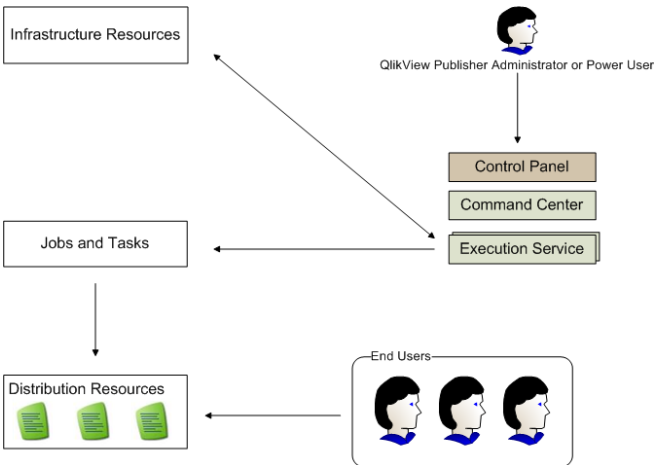 Infrastructure Resources
QlikView Publisher Administrator or Power User
Control Panel
Command Center
Execution Service
Jobs and Tasks
Distribution Resources
End Users